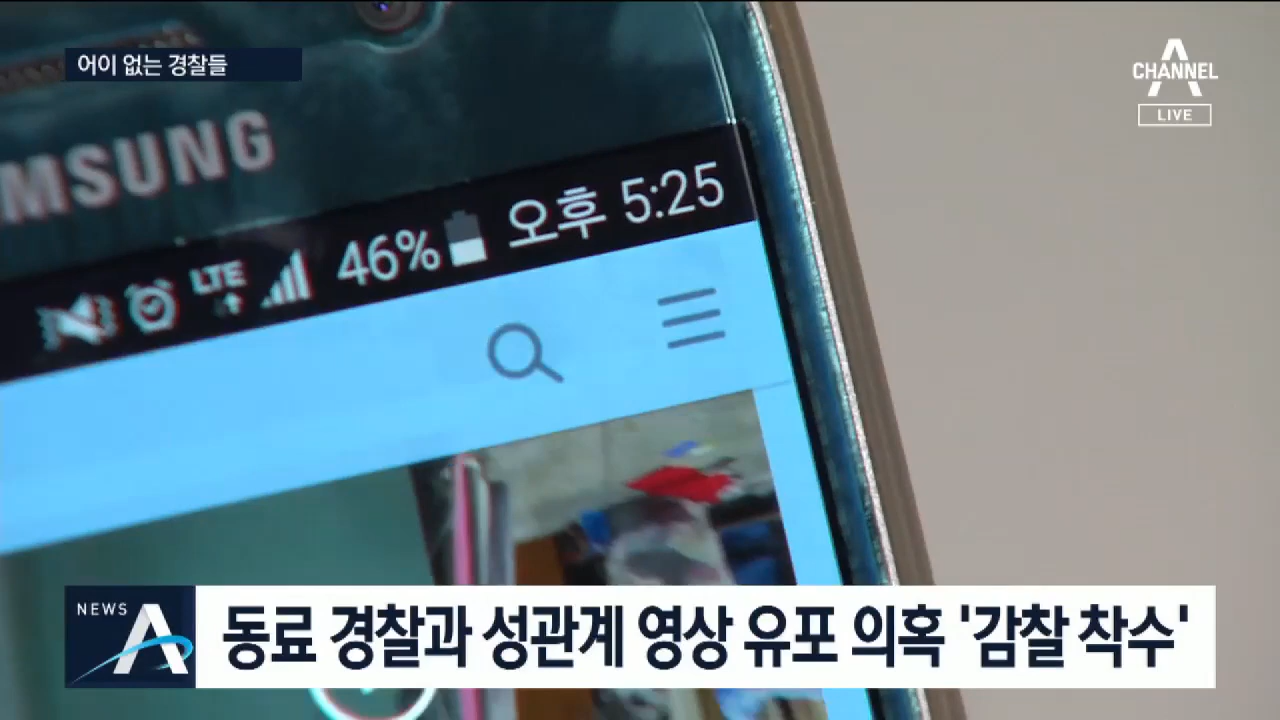 어이 없는 경찰들
CHANNEL A
LIVE
MSUNG
LTE 46% 오후 5:25
NEWS A
동료 경찰과 성관계 영상 유포 의혹 '감찰 착수'